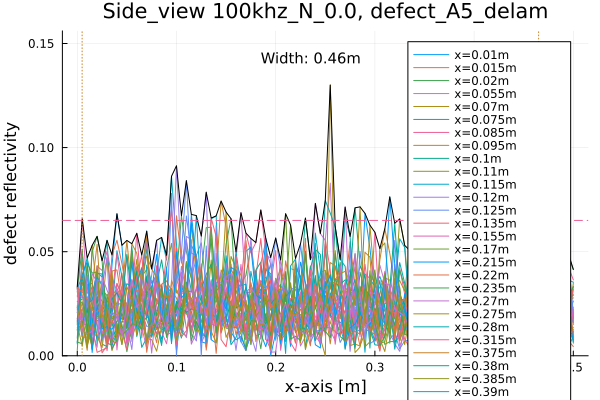 Side_view 100khz_N_0.0, defect_A5_delam
0.15
0.10
0.05
0.00
defect reflectivity
Width: 0.46m
x=0.01m
x=0.015m
x=0.02m
x=0.055m
x=0.07m
x=0.075m
x=0.085m
x=0.095m
x=0.1m
x=0.11m
x=0.115m
x=0.12m
x=0.125m
x=0.135m
x=0.155m
x=0.17m
x=0.215m
x=0.22m
x=0.235m
x=0.27m
x=0.275m
x=0.28m
x=0.315m
x=0.375m
x=0.38m
x=0.385m
x=0.39m
0.0 0.1 0.2 0.3 .5
x-axis [m]